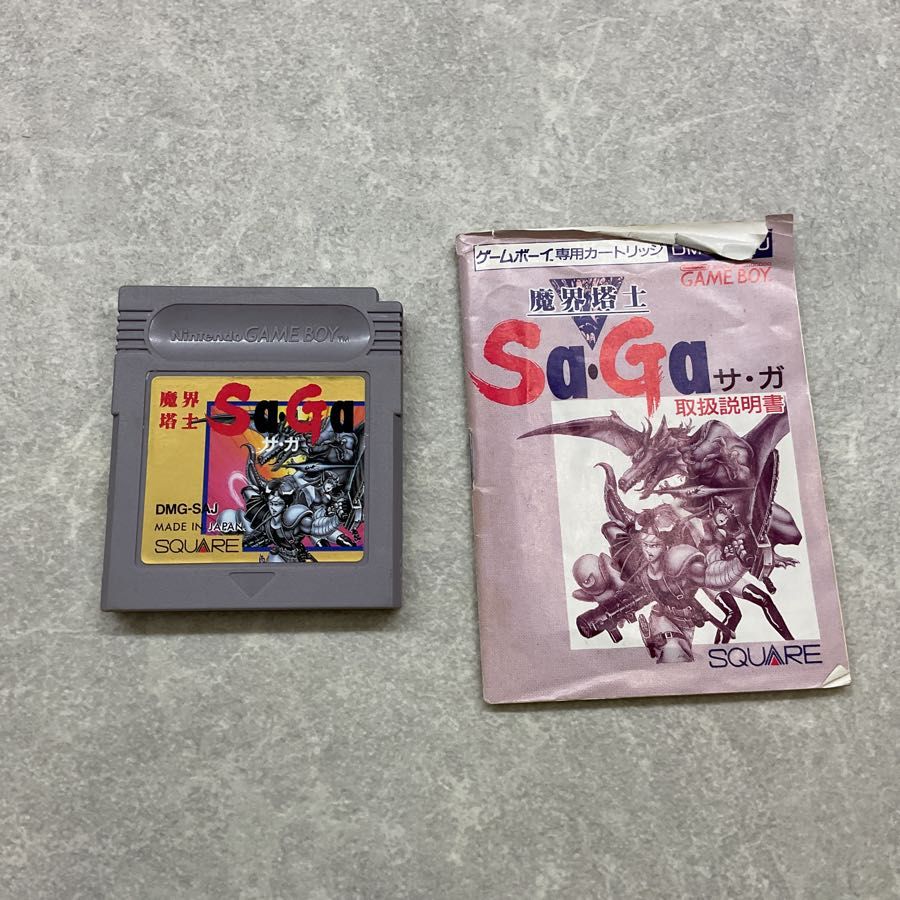 Nintendo GAME BOY TM
魔界
塔士
Sa・Ga
サ・ガ
DMG-SAJ
MADE IN JAPAN
SQUARE
ゲームボーイ 専用カートリッジ
GAME BOY
魔界塔士
Sa・Ga サ・ガ
取扱説明書
SQUARE